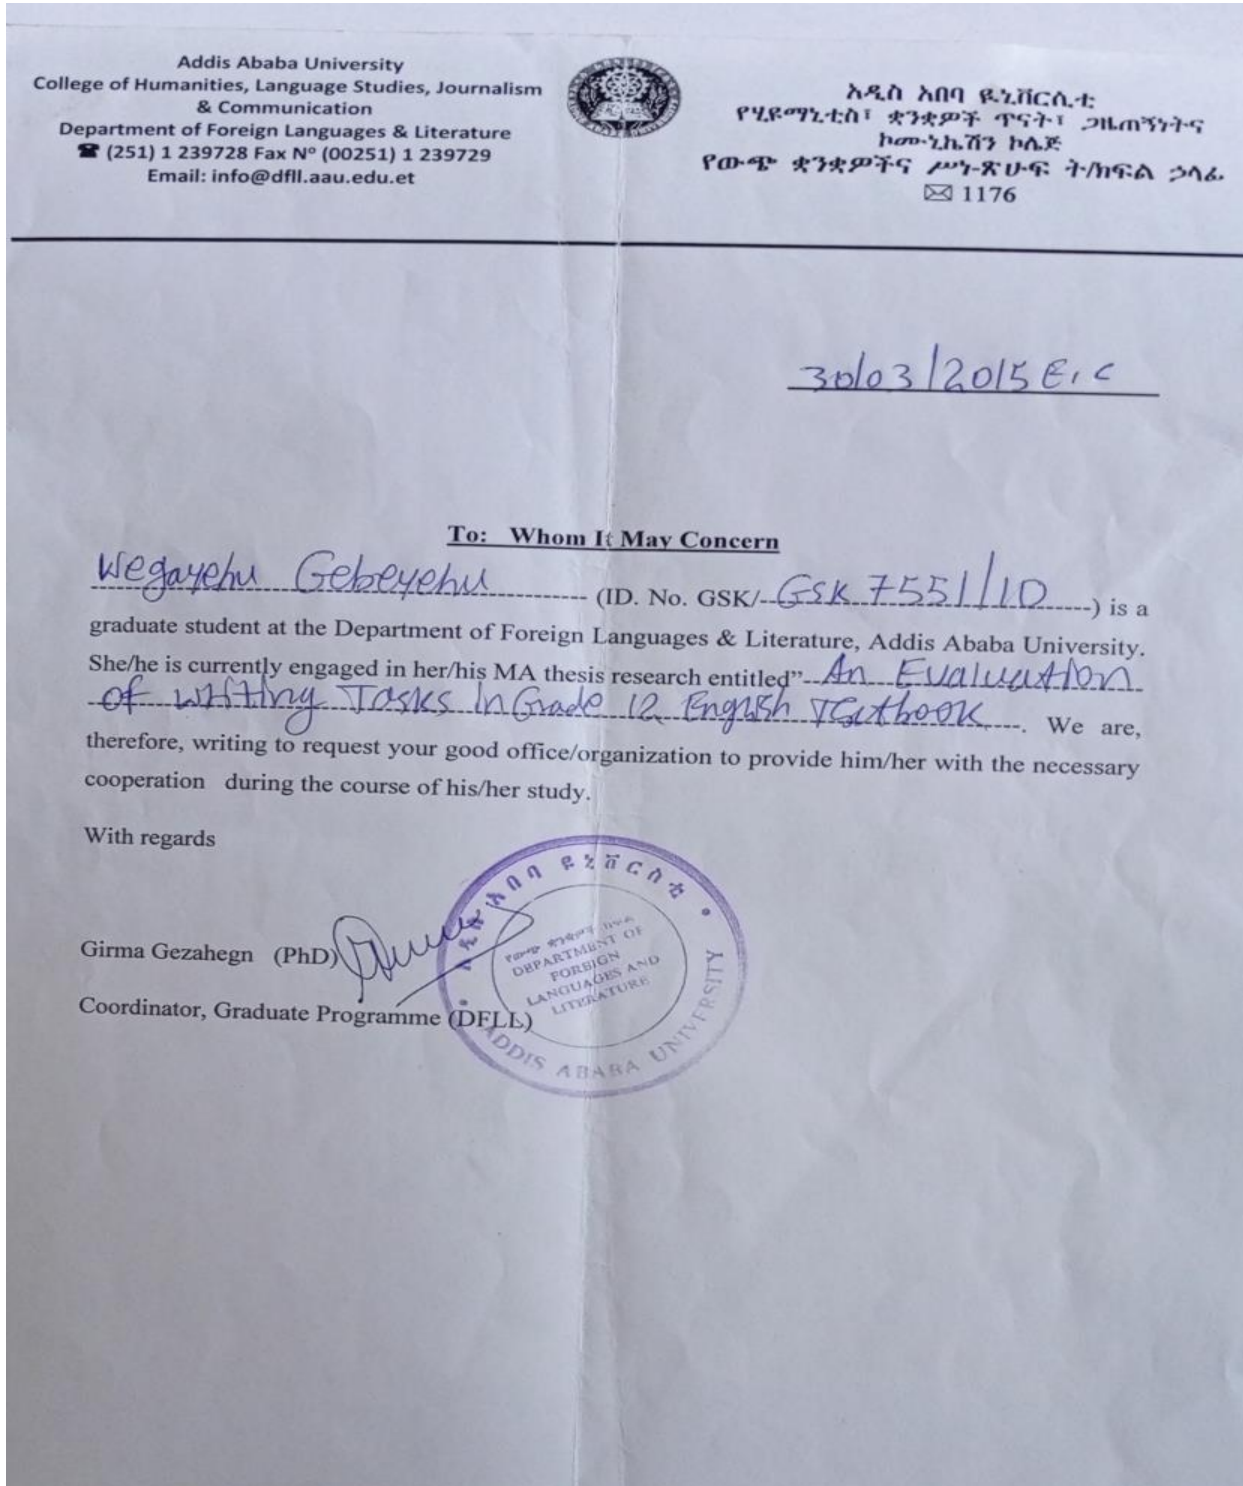 Addis Ababa University
College of Humanities, Language Studies, Journalism
& Communication
Department of Foreign Languages & Literature
☎ (251) 1 239728 Fax Nº (00251) 1 239729
Email: info@dfll.aau.edu.et
አዲስ አበባ ዩኒቨርሲቲ
የሂዩማኒቲስ፣ ቋንቋዎች ጥናት፣ ጋዜጠኝነትና
ኮሙኒኬሽን ኮሌጅ
የውጭ ቋንቋዎችና ሥነ-ጽሁፍ ት/ክፍል ኃላፊ
✉ 1176
30/03/2015 E.C
To: Whom It May Concern
Wegayehu Gebeyehu (ID. No. GSK/ GSK 7551/10) is a
graduate student at the Department of Foreign Languages & Literature, Addis Ababa University.
She/he is currently engaged in her/his MA thesis research entitled” An Evaluation
of Writing Tasks in Grade 12 English Textbook. We are,
therefore, writing to request your good office/organization to provide him/her with the necessary
cooperation during the course of his/her study.
With regards
Girma Gezahegn (PhD)
Coordinator, Graduate Programme (DFLL)
አዲስ አበባ ዩኒቨርስቲ
የውጭ ቋንቋዎች ክፍል
DEPARTMENT OF
FOREIGN
LANGUAGES AND
LITERATURE
ADDIS ABABA UNIVERSITY